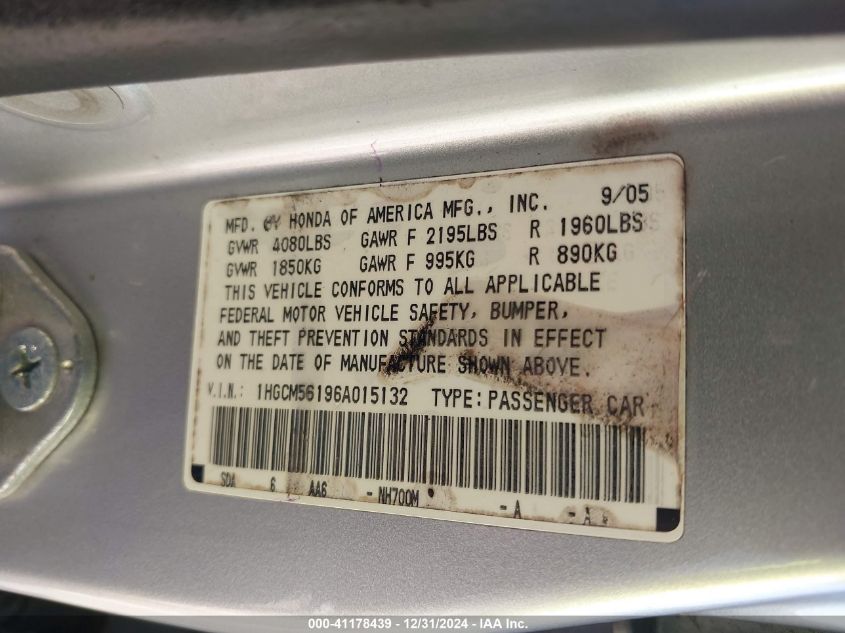 MFD. BY HONDA OF AMERICA MFG., INC. 9/05
GVWR 4080LBS GAWR F 2195LBS R 1960LBS
GVWR 1850KG GAWR F 995KG R 890KG
THIS VEHICLE CONFORMS TO ALL APPLICABLE
FEDERAL MOTOR VEHICLE SAFETY, BUMPER,
AND THEFT PREVENTION STANDARDS IN EFFECT
ON THE DATE OF MANUFACTURE SHOWN ABOVE.
V.I.N.: 1HGCM56196A015132 TYPE:PASSENGER CAR
SDA 6 AA6 - NH700M - A - A
000-41178439 - 12/31/2024 - IAA Inc.